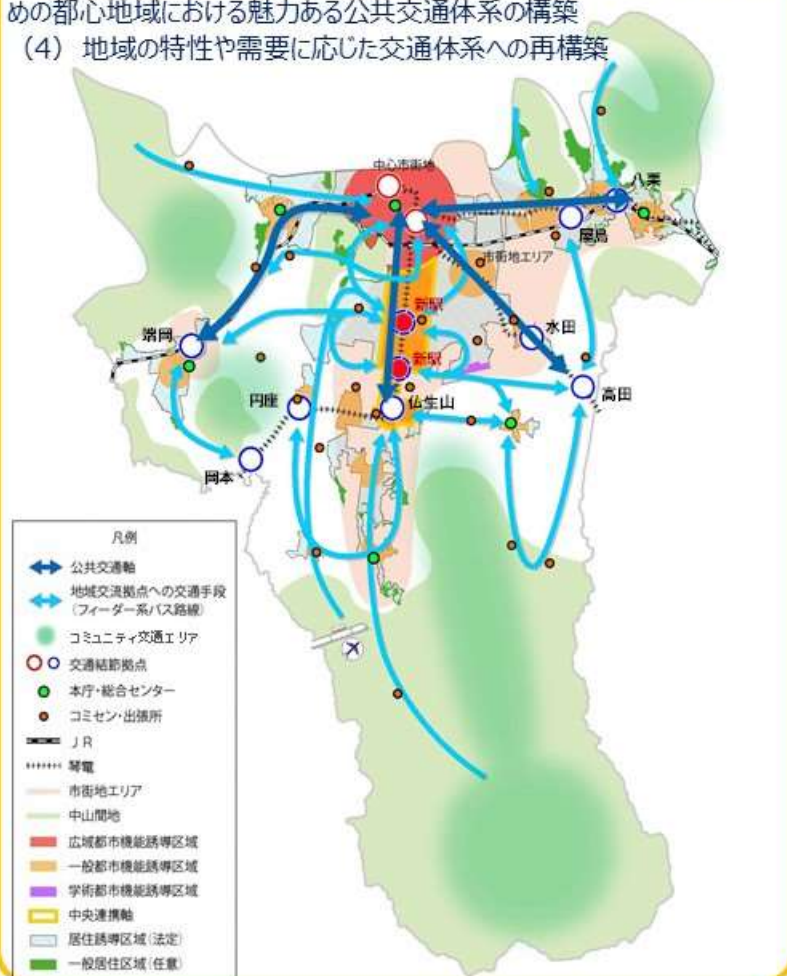 めの都心地域における魅力ある公共交通体系の構築
（4） 地域の特性や需要に応じた交通体系への再構築
中心市街地
八栗
屋島
市街地エリア
新駅
水田
端岡
新駅
高田
円座
仏生山
岡本
凡例
公共交通軸
地域交流拠点への交通手段
（フィーダー系バス路線）
コミュニティ交通エリア
交通結節拠点
本庁・総合センター
コミセン・出張所
ＪＲ
琴電
市街地エリア
中山間地
広域都市機能誘導区域
一般都市機能誘導区域
学術都市機能誘導区域
中央連携軸
居住誘導区域（法定）
一般居住区域（任意）